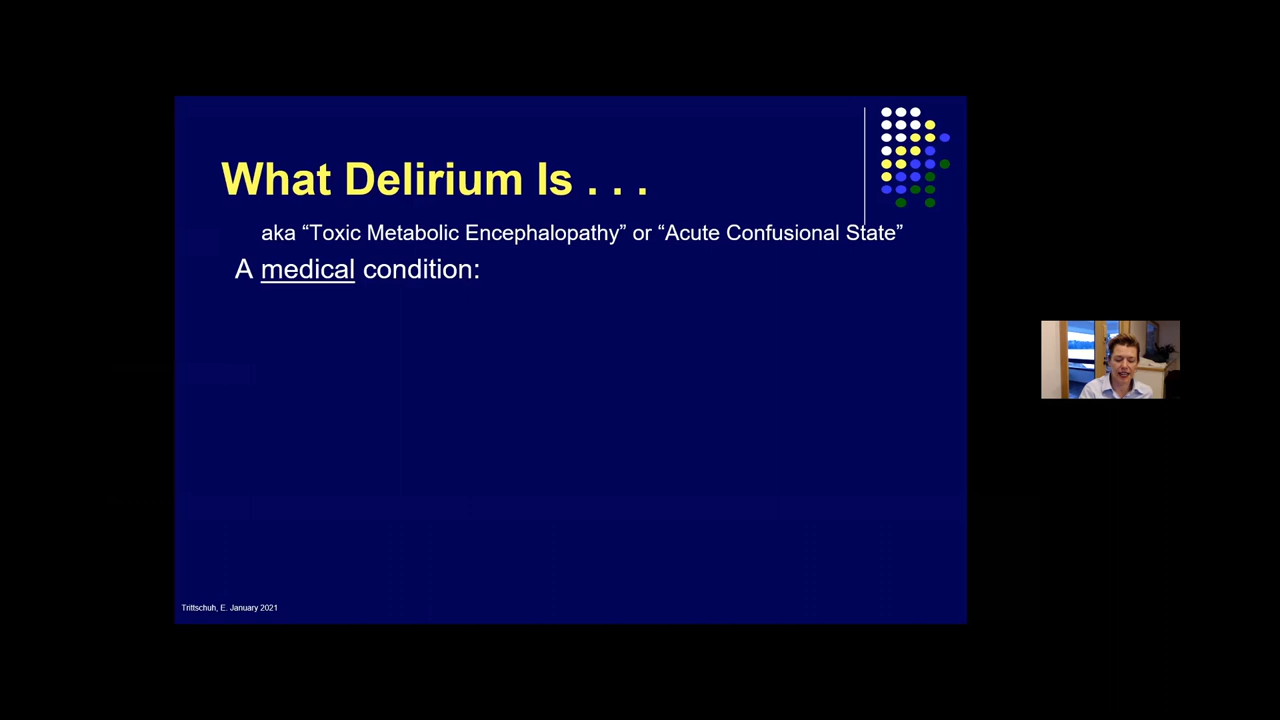 What Delirium Is . . .
aka “Toxic Metabolic Encephalopathy” or “Acute Confusional State”
A medical condition:
Trittschuh, E. January 2021